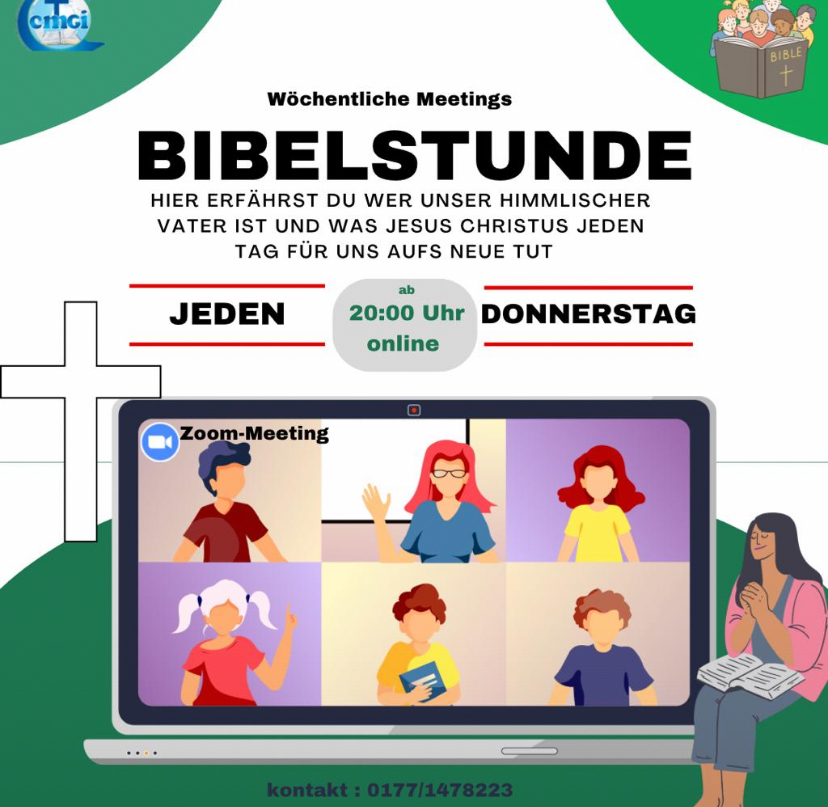 cmci
BIBLE
Wöchentliche Meetings
BIBELSTUNDE
HIER ERFÄHRST DU WER UNSER HIMMLISCHER
VATER IST UND WAS JESUS CHRISTUS JEDEN
TAG FÜR UNS AUFS NEUE TUT
JEDEN
ab
20:00 Uhr
online
DONNERSTAG
Zoom-Meeting
kontakt : 0177/1478223